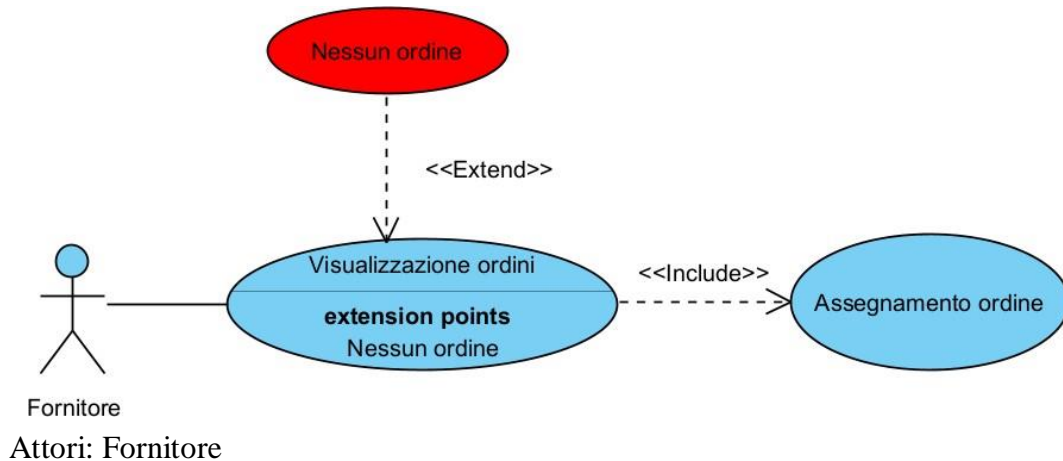 Nessun ordine
<<Extend>>
Visualizzazione ordini
<<Include>>
extension points
Nessun ordine
Assegnamento ordine
Fornitore
Attori: Fornitore